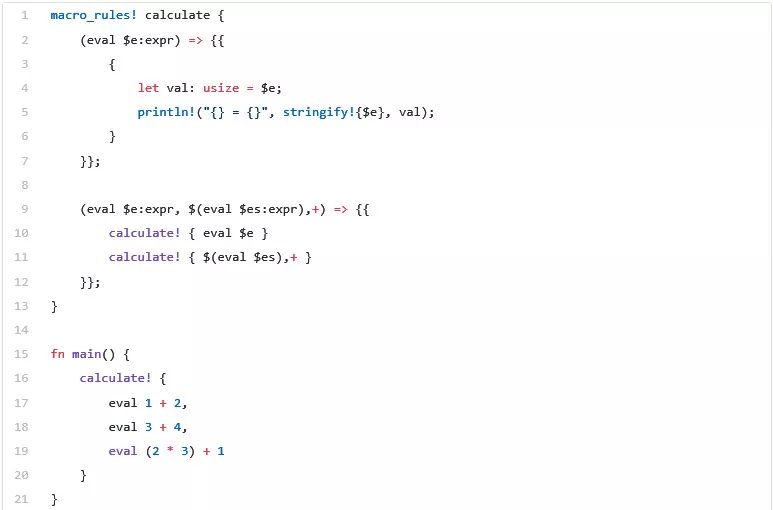 1 macro_rules! calculate {
2     (eval $e:expr) => {{
3         {
4             let val: usize = $e;
5             println!("{} = {}", stringify!{$e}, val);
6         }
7     }};
8
9     (eval $e:expr, $(eval $es:expr),+) => {{
10         calculate! { eval $e }
11         calculate! { $(eval $es),+ }
12     }};
13 }
14
15 fn main() {
16     calculate! {
17         eval 1 + 2,
18         eval 3 + 4,
19         eval (2 * 3) + 1
20     }
21 }